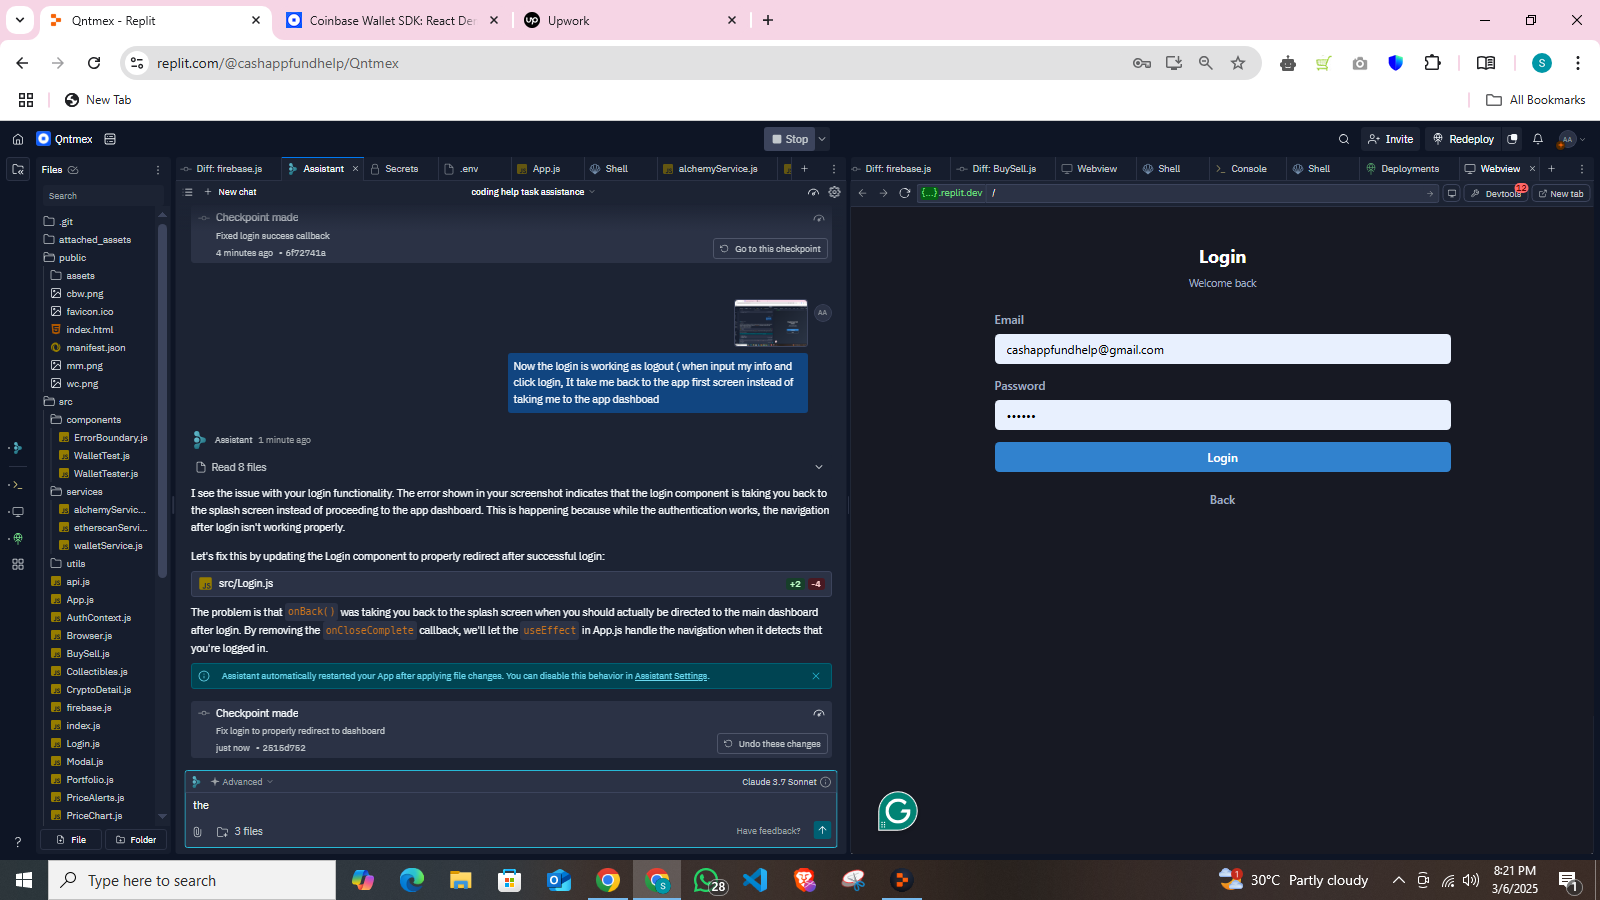 Qntmex - Replit
Coinbase Wallet SDK: React Der
Upwork
replit.com/@cashappfundhelp/Qntmex
S
New Tab
All Bookmarks
Qntmex
Stop
Invite
Redeploy
AA
Files
Diff: firebase.js
Assistant
Secrets
.env
App.js
Shell
alchemyService.js
Diff: firebase.js
Diff: BuySell.js
Webview
Shell
Console
Shell
Deployments
Webview
Search
New chat
coding help task assistance
{...}.replit.dev
/
Devtools
12
New tab
.git
attached_assets
public
assets
cbw.png
favicon.ico
index.html
manifest.json
mm.png
wc.png
src
components
ErrorBoundary.js
WalletTest.js
WalletTester.js
services
alchemyServic...
etherscanServi...
walletService.js
utils
api.js
App.js
AuthContext.js
Browser.js
BuySell.js
Collectibles.js
CryptoDetail.js
firebase.js
index.js
Login.js
Modal.js
Portfolio.js
PriceAlerts.js
PriceChart.js
File
Folder
Checkpoint made
Fixed login success callback
4 minutes ago • 6f72741a
Go to this checkpoint
AA
Now the login is working as logout ( when input my info and
click login, It take me back to the app first screen instead of
taking me to the app dashboad
Assistant 1 minute ago
Read 8 files
I see the issue with your login functionality. The error shown in your screenshot indicates that the login component is taking you back to
the splash screen instead of proceeding to the app dashboard. This is happening because while the authentication works, the navigation
after login isn't working properly.
Let's fix this by updating the Login component to properly redirect after successful login:
src/Login.js
+2 -4
The problem is that onBack() was taking you back to the splash screen when you should actually be directed to the main dashboard
after login. By removing the onCloseComplete callback, we'll let the useEffect in App.js handle the navigation when it detects that
you're logged in.
Assistant automatically restarted your App after applying file changes. You can disable this behavior in Assistant Settings.
Checkpoint made
Fix login to properly redirect to dashboard
just now • 2515d752
Undo these changes
Advanced
Claude 3.7 Sonnet
the
3 files
Have feedback?
Login
Welcome back
Email
cashappfundhelp@gmail.com
Password
••••••
Login
Back
Type here to search
S
28
1
30°C Partly cloudy
8:21 PM
3/6/2025
1